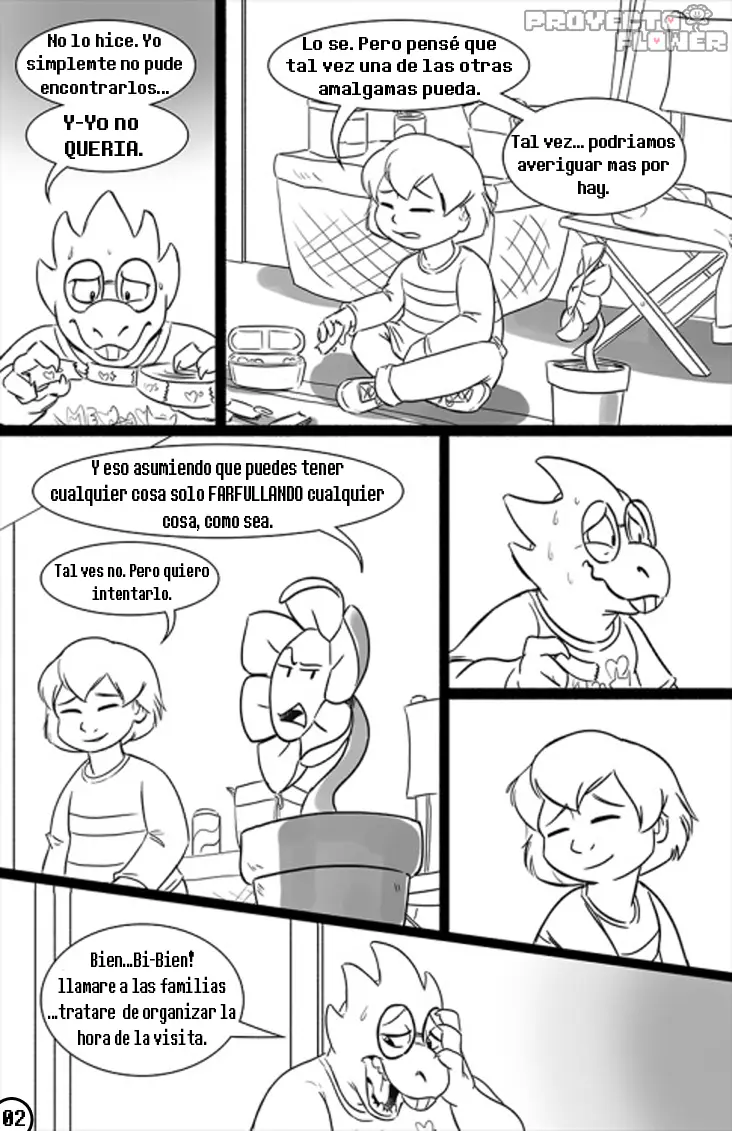 PROYECTO
FLOWER
No lo hice. Yo
simplemte no pude
encontrarlos...
Y-Yo no
QUERIA.
Lo se. Pero pensé que
tal vez una de las otras
amalgamas pueda.
Tal vez... podriamos
averiguar mas por
hay.
Y eso asumiendo que puedes tener
cualquier cosa solo FARFULLANDO cualquier
cosa, como sea.
Tal ves no. Pero quiero
intentarlo.
Bien...Bi-Bien!
llamare a las familias
...tratare de organizar la
hora de la visita.
02